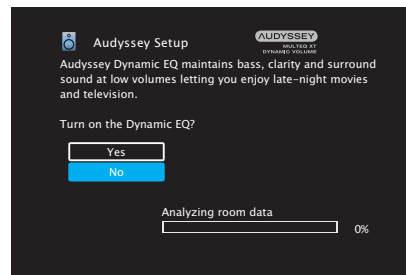 Audyssey Setup
AUDYSSEY
MULTEQ XT
DYNAMIC VOLUME
Audyssey Dynamic EQ maintains bass, clarity and surround
sound at low volumes letting you enjoy late-night movies
and television.
Turn on the Dynamic EQ?
Yes
No
Analyzing room data
0%